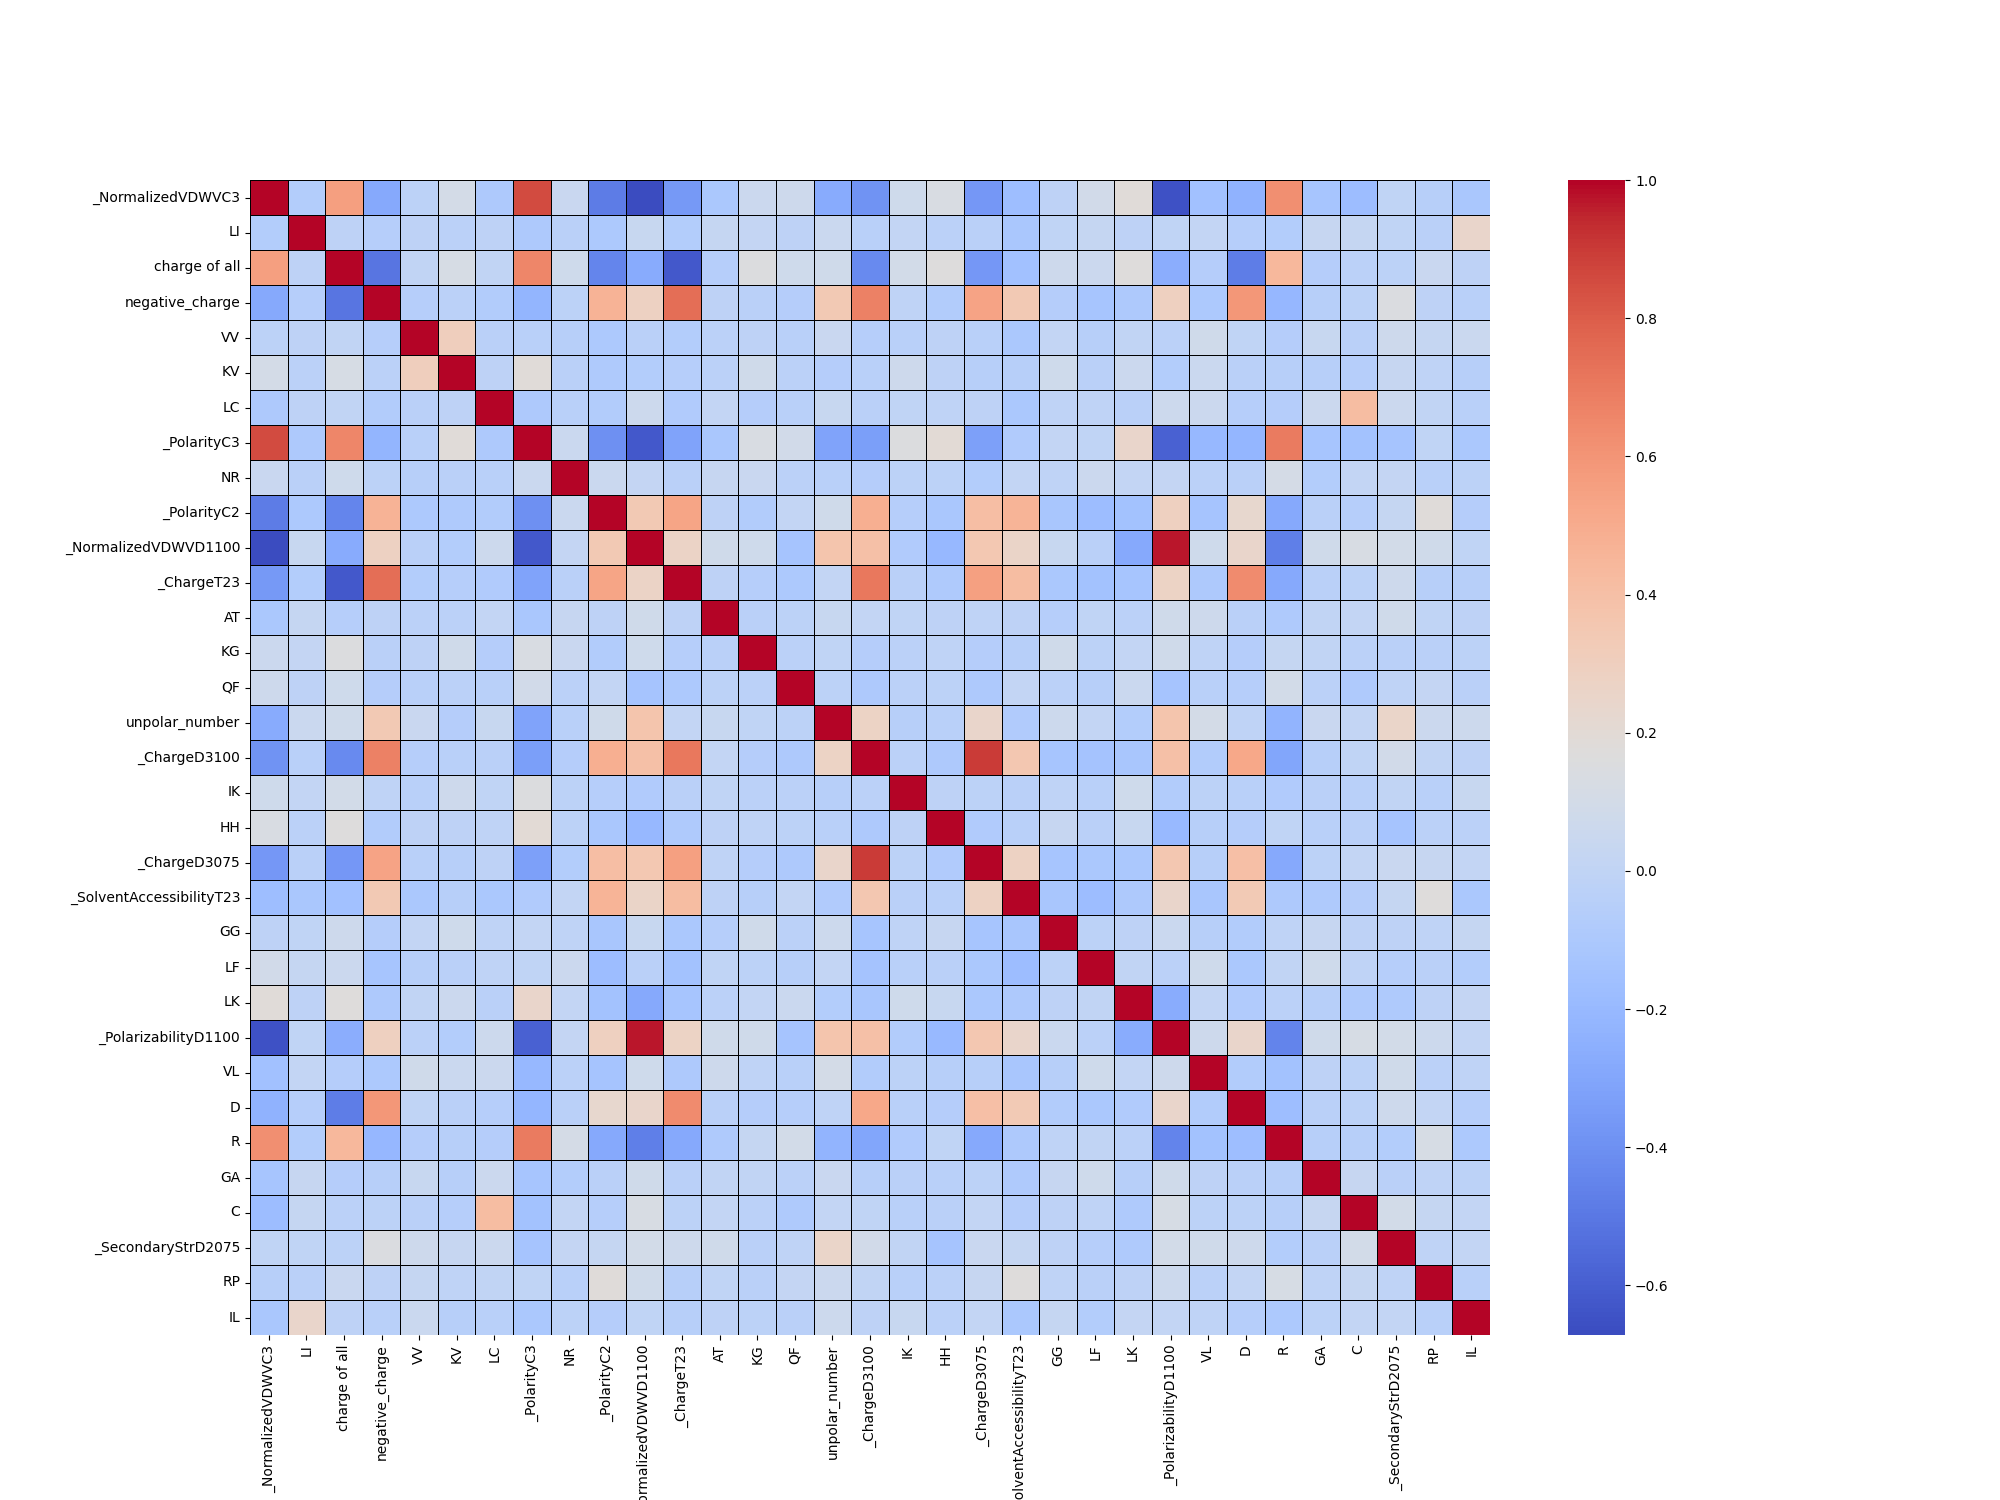 _NormalizedVDWVC3
LI
charge of all
negative_charge
VV
KV
LC
_PolarityC3
NR
_PolarityC2
_NormalizedVDWVD1100
_ChargeT23
AT
KG
QF
unpolar_number
_ChargeD3100
IK
HH
_ChargeD3075
_SolventAccessibilityT23
GG
LF
LK
_PolarizabilityD1100
VL
D
R
GA
C
_SecondaryStrD2075
RP
IL
_NormalizedVDWVC3
LI
charge of all
negative_charge
VV
KV
LC
_PolarityC3
NR
_PolarityC2
ormalizedVDWVD1100
_ChargeT23
AT
KG
QF
unpolar_number
_ChargeD3100
IK
HH
_ChargeD3075
olventAccessibilityT23
GG
LF
LK
_PolarizabilityD1100
VL
D
R
GA
C
_SecondaryStrD2075
RP
IL
1.0
0.8
0.6
0.4
0.2
0.0
−0.2
−0.4
−0.6